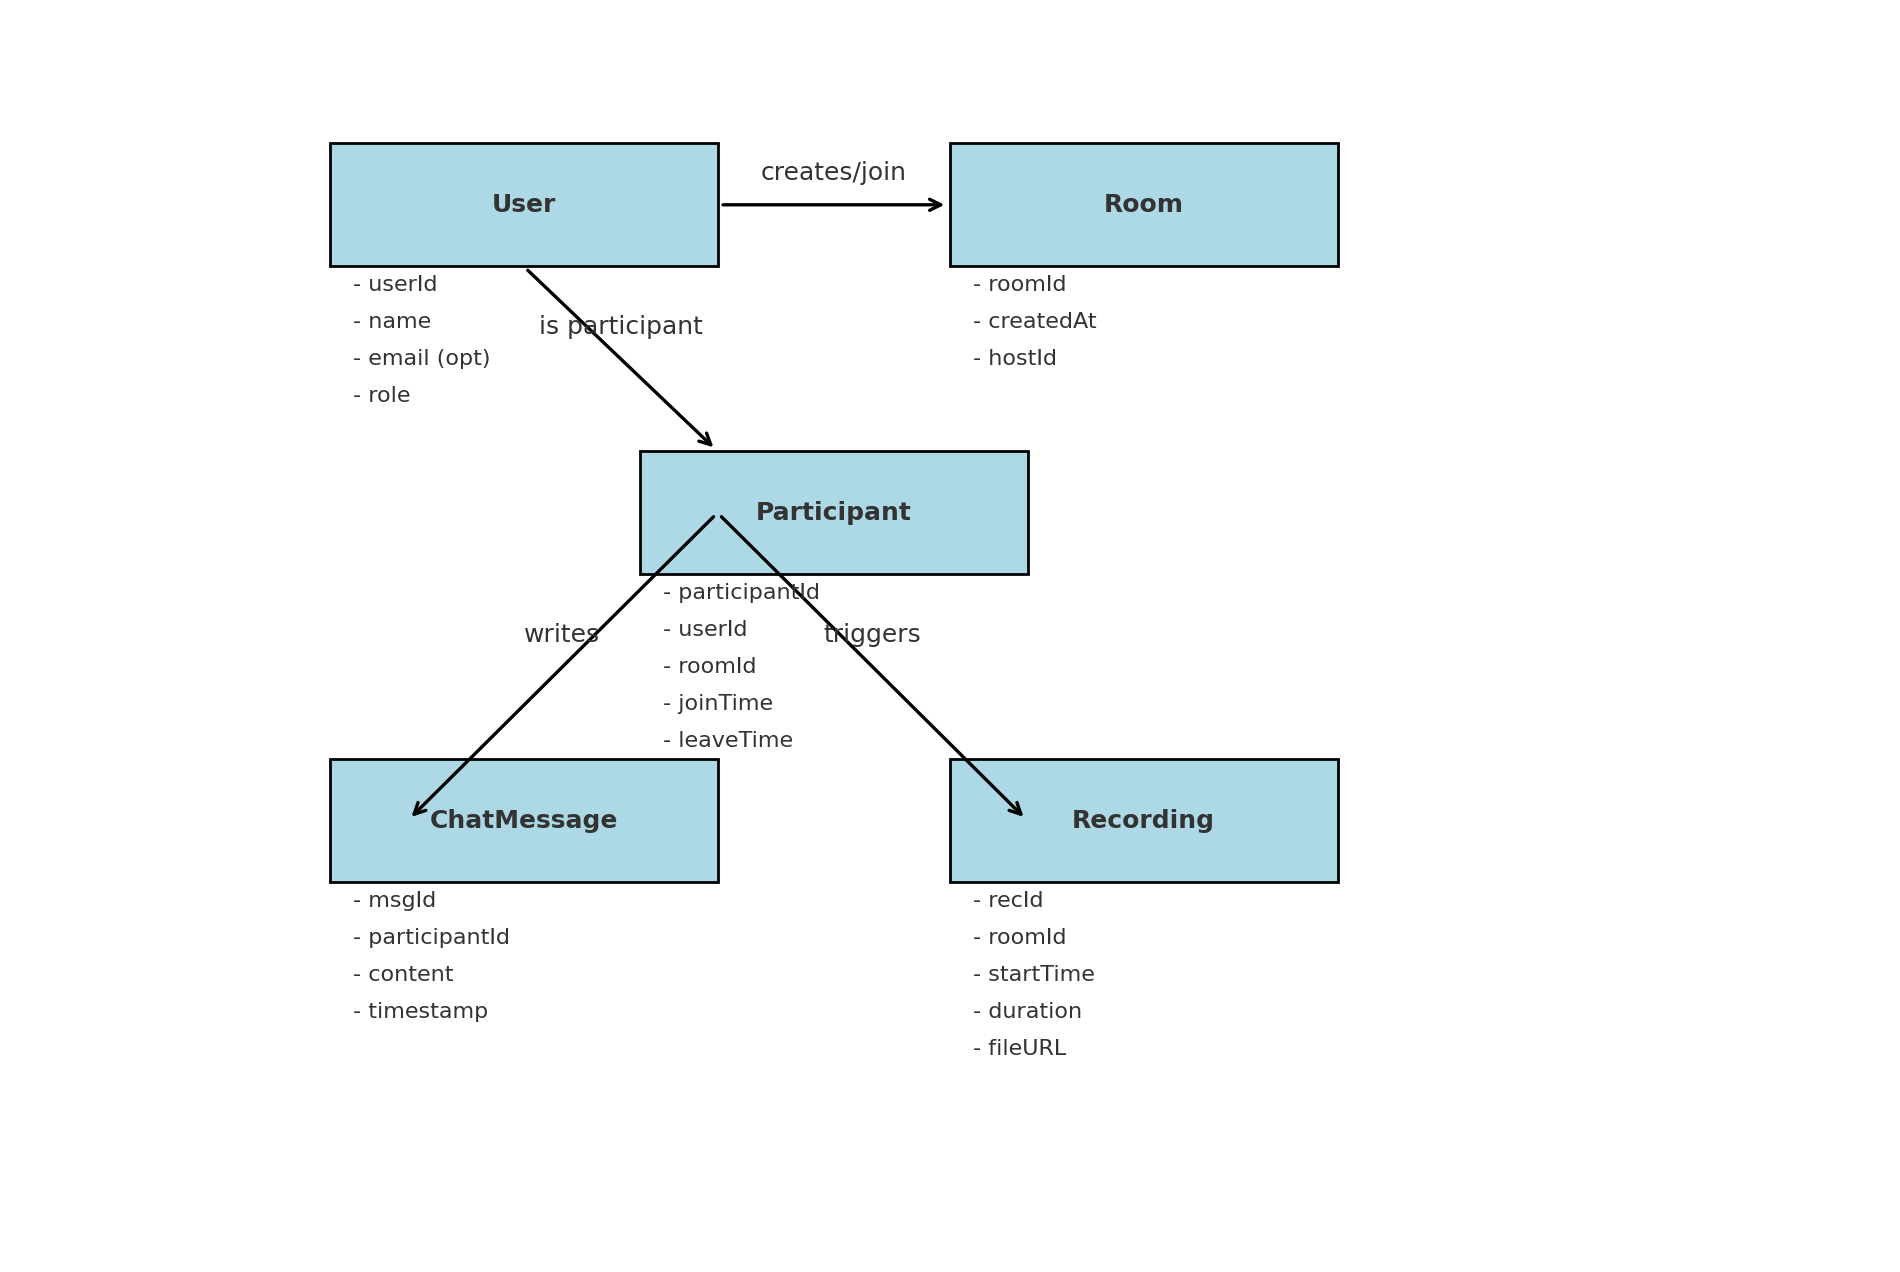 User
creates/join
Room
- userId
- name
- email (opt)
- role
is participant
- roomId
- createdAt
- hostId
Participant
- participantId
- userId
- roomId
- joinTime
- leaveTime
writes
triggers
ChatMessage
- msgId
- participantId
- content
- timestamp
Recording
- recId
- roomId
- startTime
- duration
- fileURL